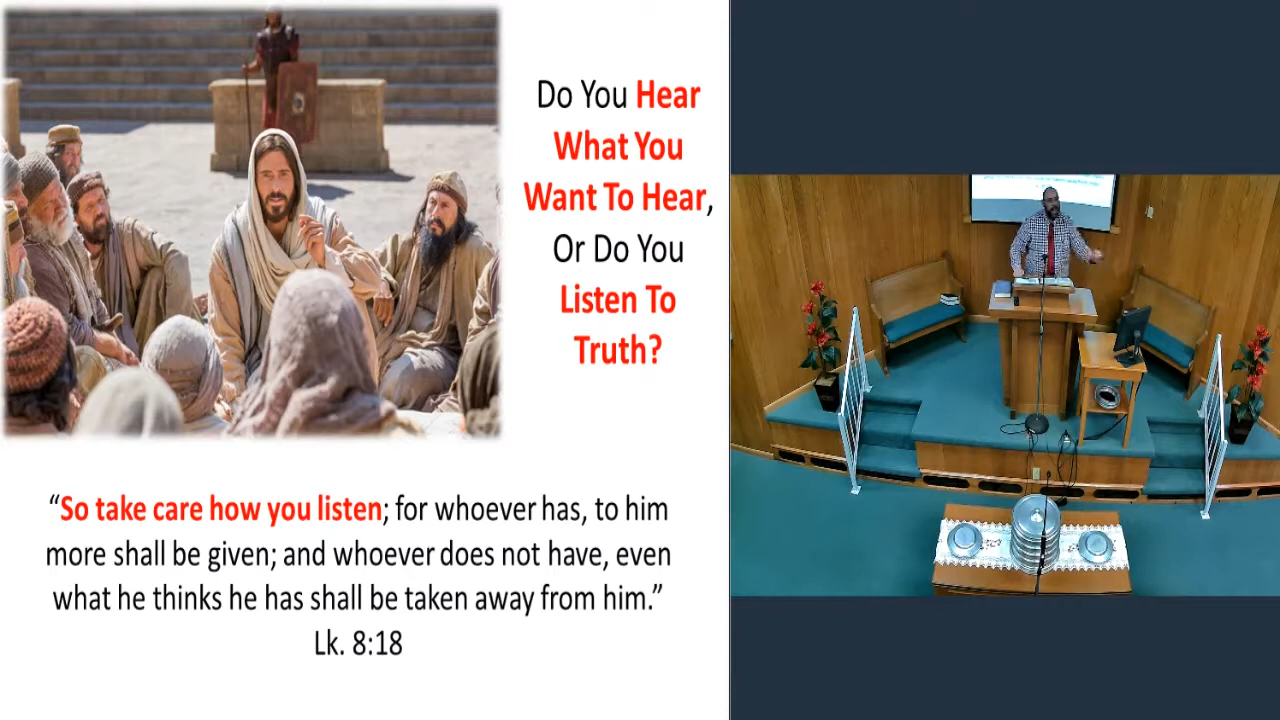 Do You Hear
What You
Want To Hear,
Or Do You
Listen To
Truth?
“So take care how you listen; for whoever has, to him
more shall be given; and whoever does not have, even
what he thinks he has shall be taken away from him.”
Lk. 8:18